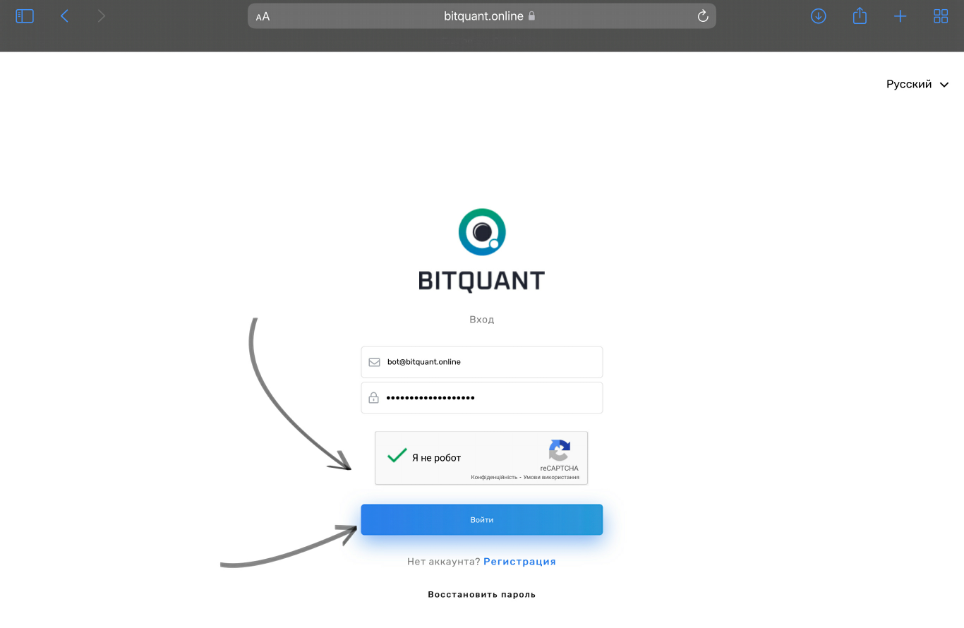 AA
bitquant.online
Русский
BITQUANT
Вход
bot@bitquant.online
•••••••••••••••••••
Я не робот
reCAPTCHA
Конфіденційність - Умови використання
Войти
Нет аккаунта? Регистрация
Восстановить пароль